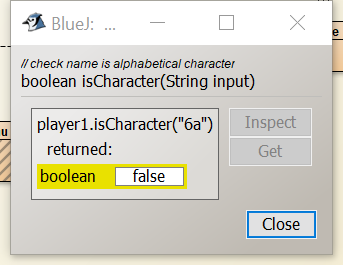 BlueJ: ...
// check name is alphabetical character
boolean isCharacter(String input)
player1.isCharacter("6a")
returned:
boolean false
Inspect
Get
Close